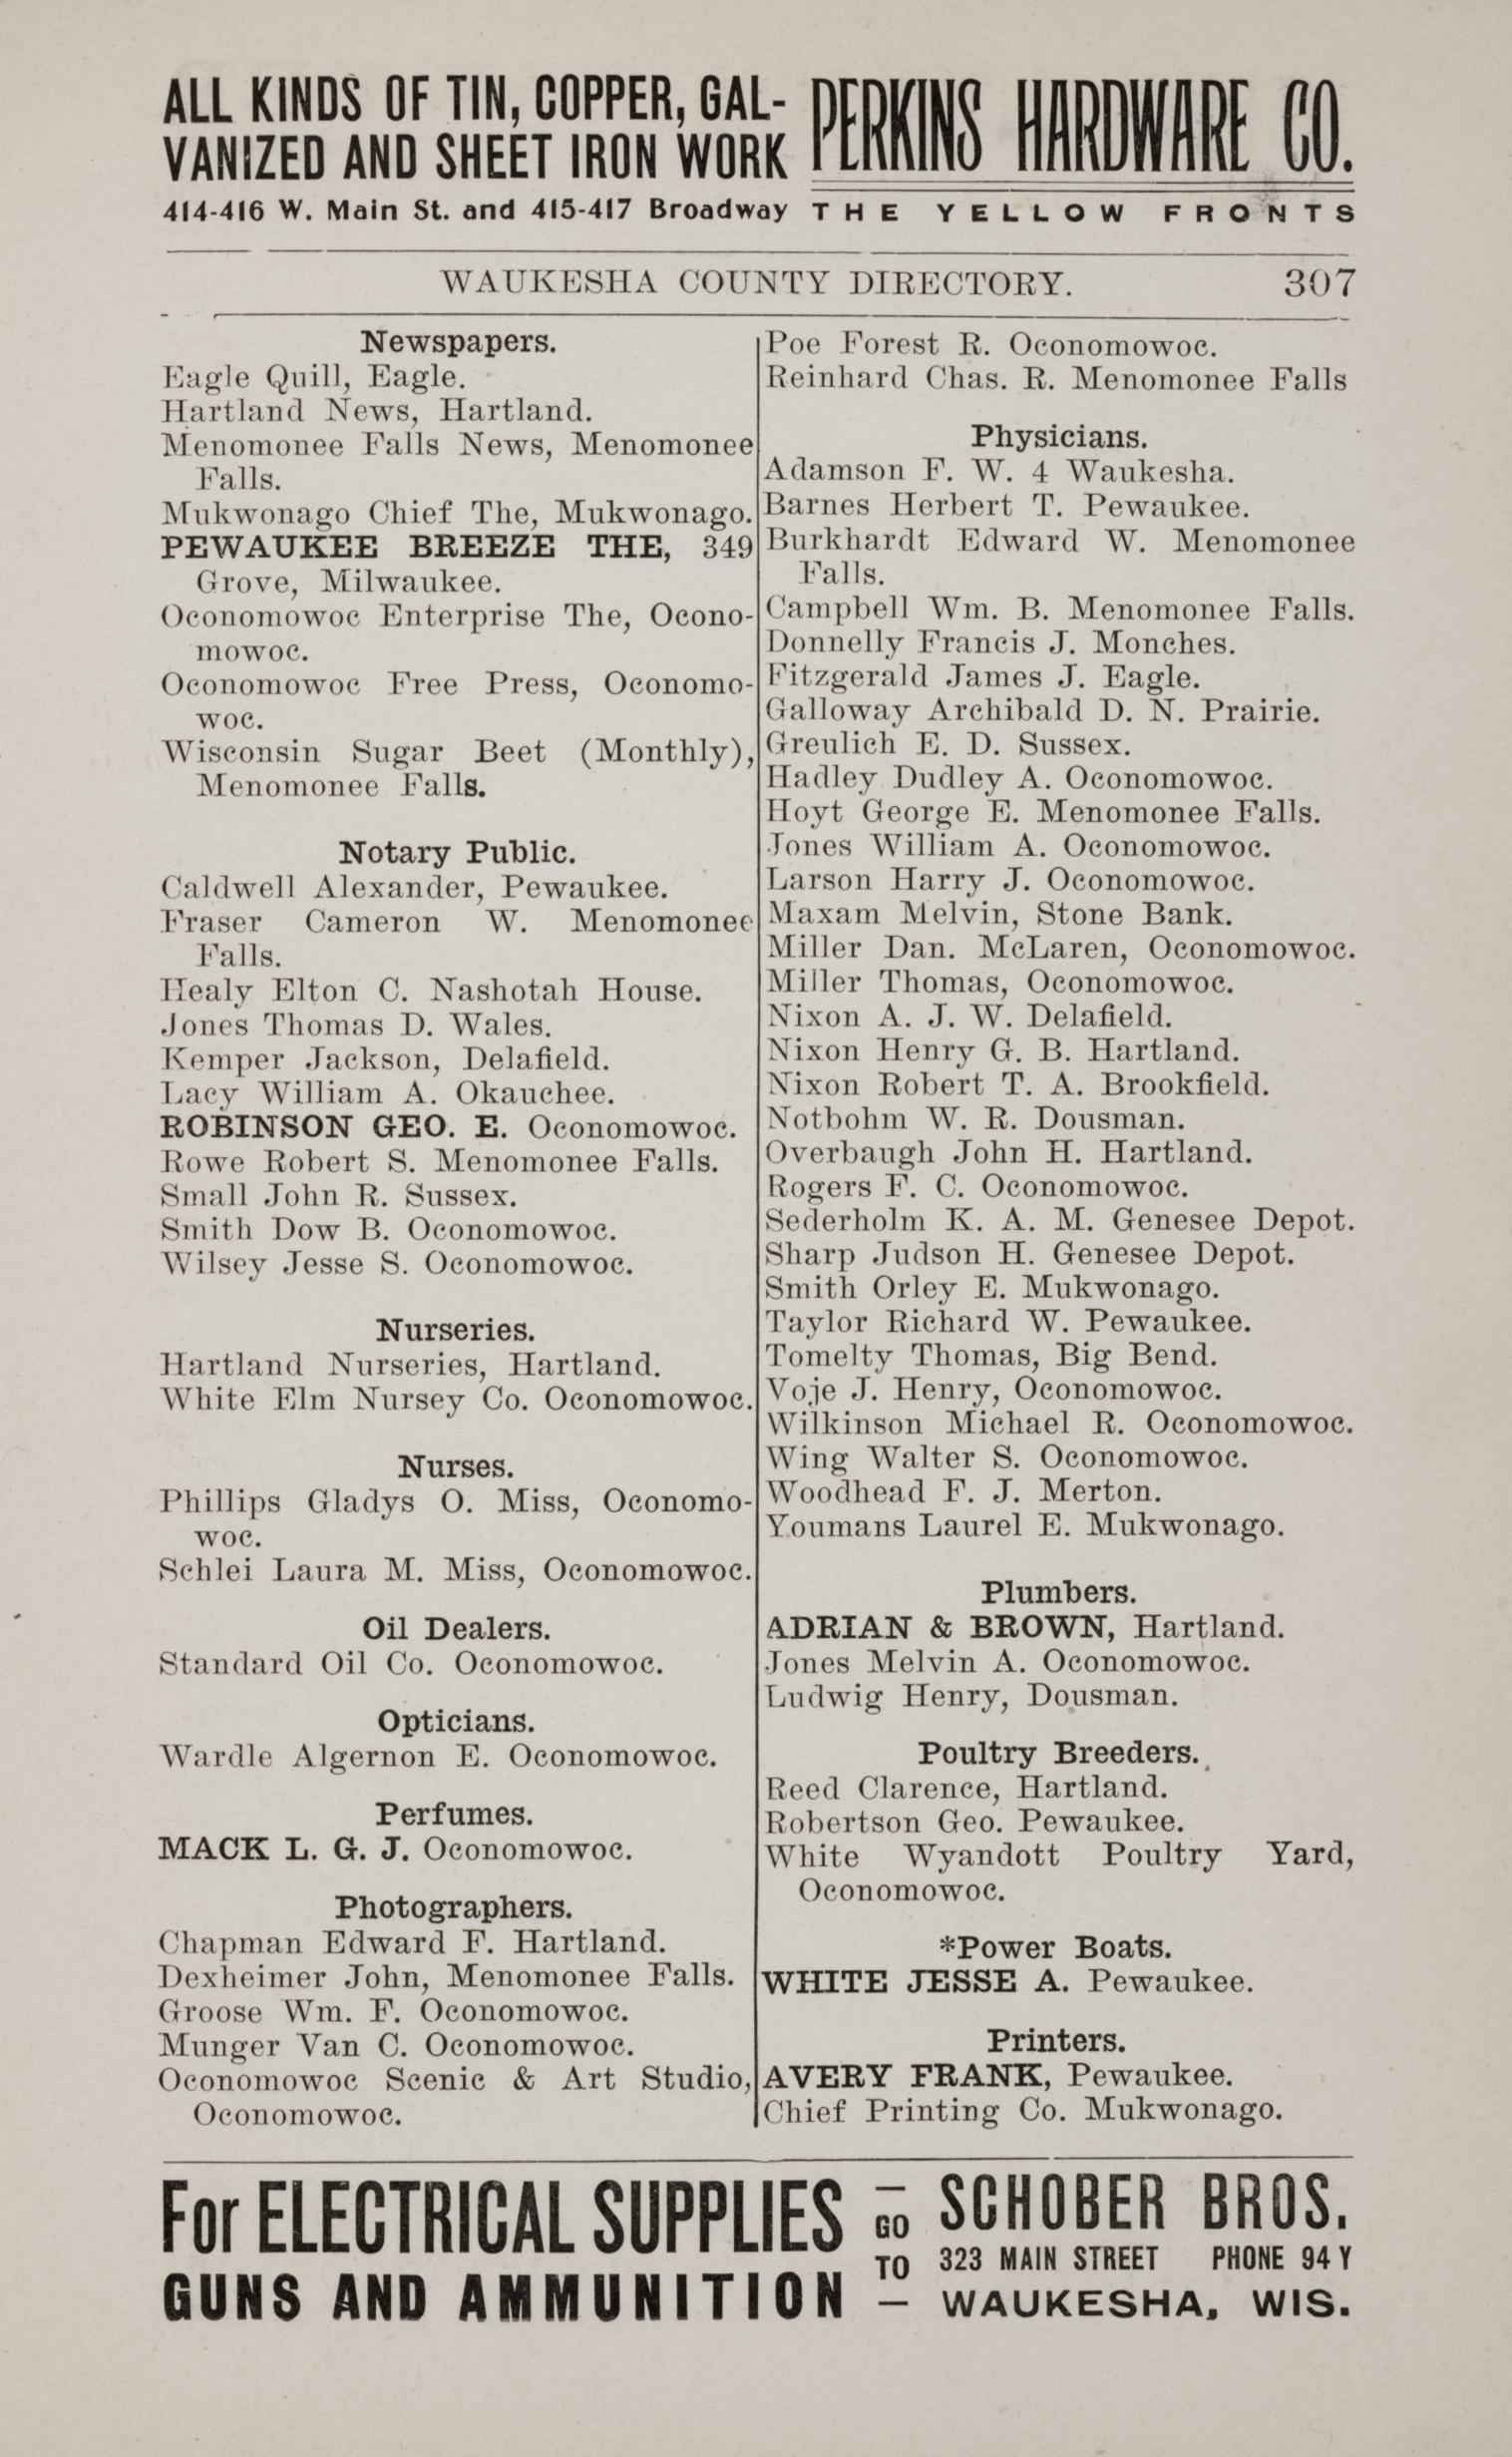 ALL KINDS OF TIN, COPPER, GAL-
VANIZED AND SHEET IRON WORK
414-416 W. Main St. and 415-417 Broadway
PERKINS HARDWARE CO.
THE YELLOW FRONTS
WAUKESHA COUNTY DIRECTORY. 307
Newspapers.
Eagle Quill, Eagle.
Hartland News, Hartland.
Menomonee Falls News, Menomonee
Falls.
Mukwonago Chief The, Mukwonago.
PEWAUKEE BREEZE THE, 349
Grove, Milwaukee.
Oconomowoc Enterprise The, Ocono-
mowoc.
Oconomowoc Free Press, Oconomo-
woc.
Wisconsin Sugar Beet (Monthly),
Menomonee Falls.
Notary Public.
Caldwell Alexander, Pewaukee.
Fraser Cameron W. Menomonee
Falls.
Healy Elton C. Nashotah House.
Jones Thomas D. Wales.
Kemper Jackson, Delafield.
Lacy William A. Okauchee.
ROBINSON GEO. E. Oconomowoc.
Rowe Robert S. Menomonee Falls.
Small John R. Sussex.
Smith Dow B. Oconomowoc.
Wilsey Jesse S. Oconomowoc.
Nurseries.
Hartland Nurseries, Hartland.
White Elm Nursey Co. Oconomowoc.
Nurses.
Phillips Gladys O. Miss, Oconomo-
woc.
Schlei Laura M. Miss, Oconomowoc.
Oil Dealers.
Standard Oil Co. Oconomowoc.
Opticians.
Wardle Algernon E. Oconomowoc.
Perfumes.
MACK L. G. J. Oconomowoc.
Photographers.
Chapman Edward F. Hartland.
Dexheimer John, Menomonee Falls.
Groose Wm. F. Oconomowoc.
Munger Van C. Oconomowoc.
Oconomowoc Scenic & Art Studio,
Oconomowoc.
Poe Forest R. Oconomowoc.
Reinhard Chas. R. Menomonee Falls
Physicians.
Adamson F. W. 4 Waukesha.
Barnes Herbert T. Pewaukee.
Burkhardt Edward W. Menomonee
Falls.
Campbell Wm. B. Menomonee Falls.
Donnelly Francis J. Monches.
Fitzgerald James J. Eagle.
Galloway Archibald D. N. Prairie.
Greulich E. D. Sussex.
Hadley Dudley A. Oconomowoc.
Hoyt George E. Menomonee Falls.
Jones William A. Oconomowoc.
Larson Harry J. Oconomowoc.
Maxam Melvin, Stone Bank.
Miller Dan. McLaren, Oconomowoc.
Miller Thomas, Oconomowoc.
Nixon A. J. W. Delafield.
Nixon Henry G. B. Hartland.
Nixon Robert T. A. Brookfield.
Notbohm W. R. Dousman.
Overbaugh John H. Hartland.
Rogers F. C. Oconomowoc.
Sederholm K. A. M. Genesee Depot.
Sharp Judson H. Genesee Depot.
Smith Orley E. Mukwonago.
Taylor Richard W. Pewaukee.
Tomelty Thomas, Big Bend.
Voje J. Henry, Oconomowoc.
Wilkinson Michael R. Oconomowoc.
Wing Walter S. Oconomowoc.
Woodhead F. J. Merton.
Youmans Laurel E. Mukwonago.
Plumbers.
ADRIAN & BROWN, Hartland.
Jones Melvin A. Oconomowoc.
Ludwig Henry, Dousman.
Poultry Breeders.
Reed Clarence, Hartland.
Robertson Geo. Pewaukee.
White Wyandott Poultry Yard,
Oconomowoc.
*Power Boats.
WHITE JESSE A. Pewaukee.
Printers.
AVERY FRANK, Pewaukee.
Chief Printing Co. Mukwonago.
For ELECTRICAL SUPPLIES
GUNS AND AMMUNITION
— GO TO —
SCHOBER BROS.
323 MAIN STREET PHONE 94 Y
WAUKESHA, WIS.